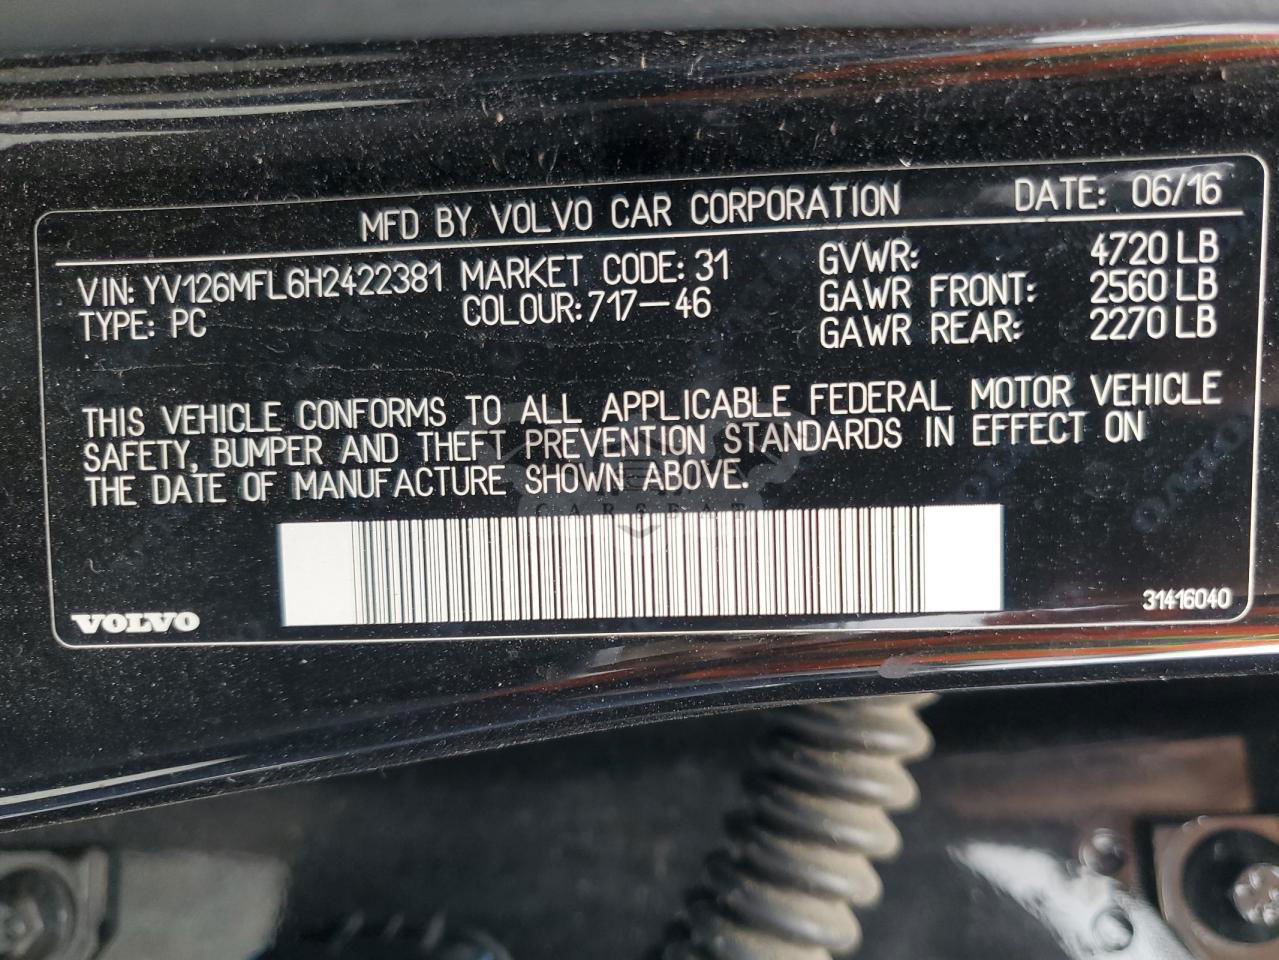 MFD BY VOLVO CAR CORPORATION DATE: 06/16
VIN: YV126MFL6H2422381 MARKET CODE: 31 GVWR: 4720 LB
TYPE: PC COLOUR: 717-46 GAWR FRONT: 2560 LB
GAWR REAR: 2270 LB
THIS VEHICLE CONFORMS TO ALL APPLICABLE FEDERAL MOTOR VEHICLE
SAFETY, BUMPER AND THEFT PREVENTION STANDARDS IN EFFECT ON
THE DATE OF MANUFACTURE SHOWN ABOVE.
VOLVO
31416040